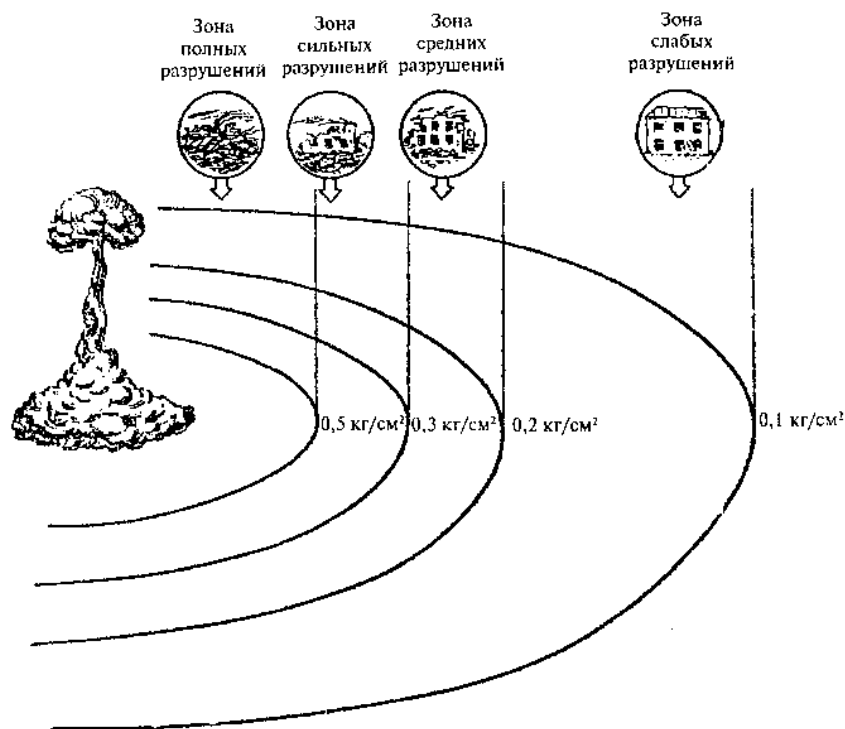 Зона
полных
разрушений
Зона
сильных
разрушений
Зона
средних
разрушений
Зона
слабых
разрушений
0,5 кг/см²
0,3 кг/см²
0,2 кг/см²
0,1 кг/см²